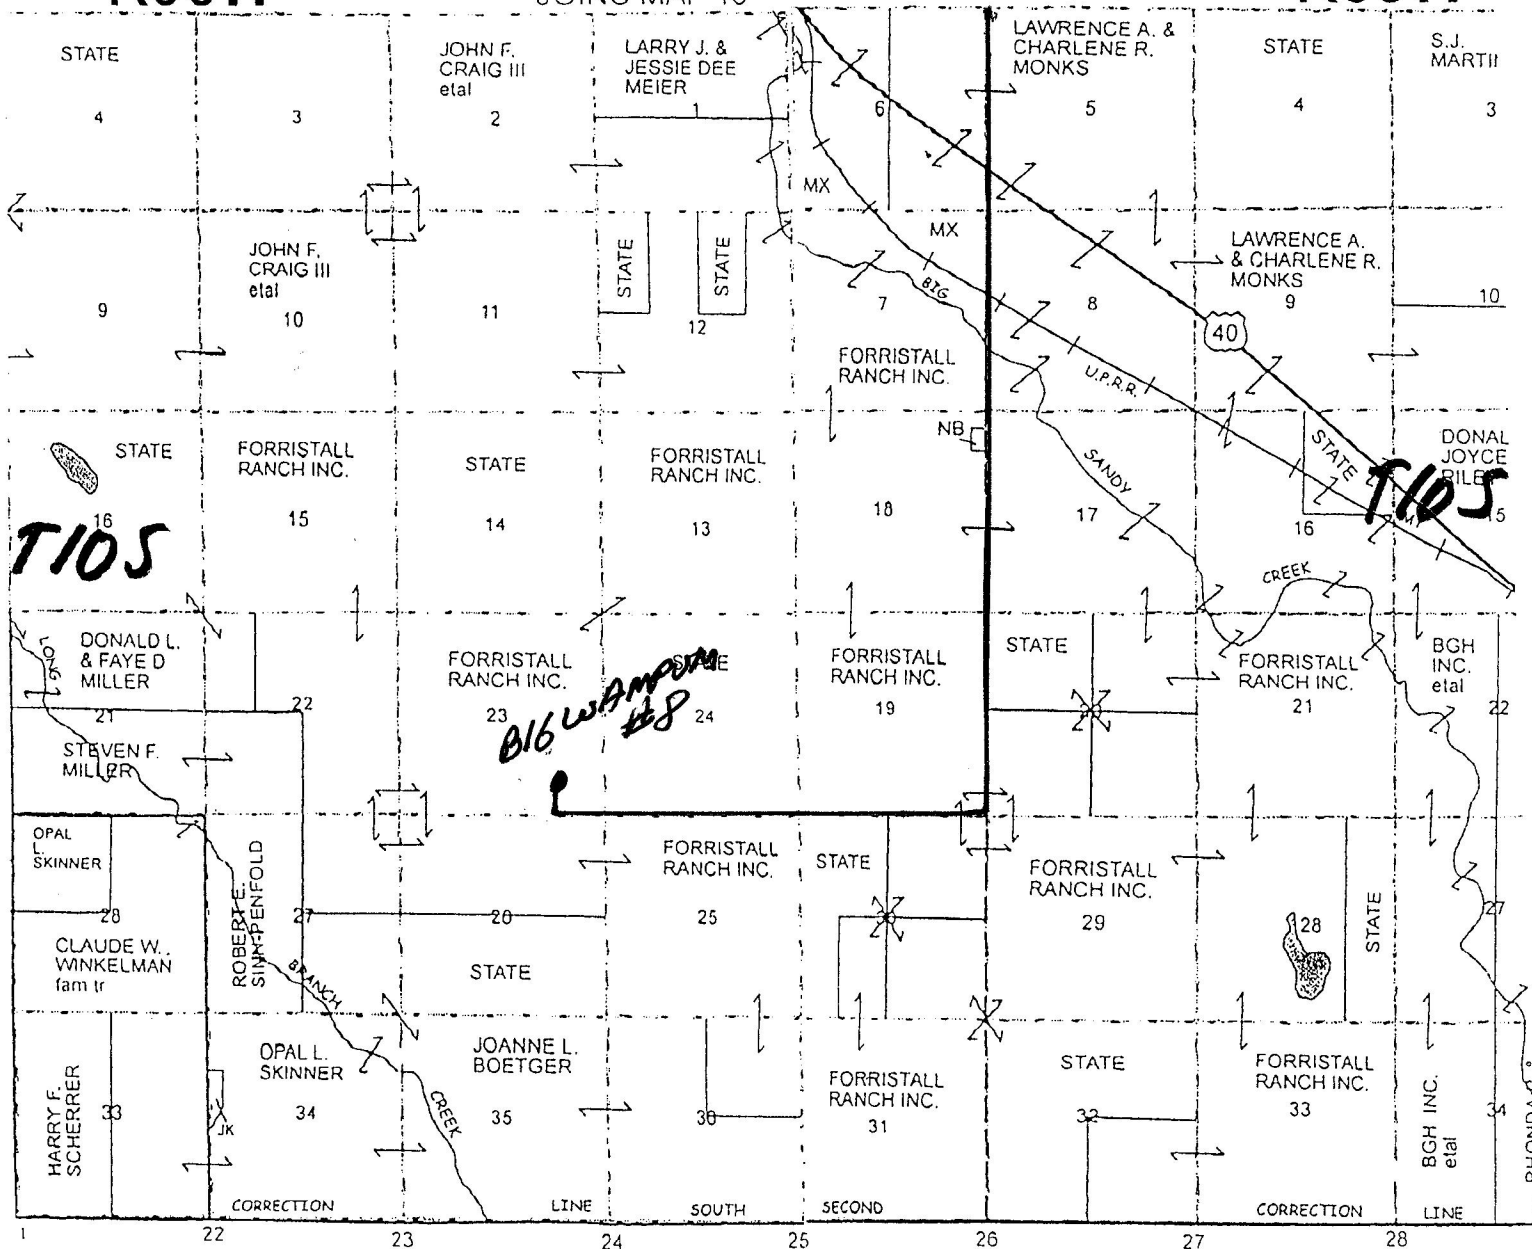 STATE
4
3
JOHN F.
CRAIG III
etal
2
LARRY J. &
JESSIE DEE
MEIER
1
6
LAWRENCE A. &
CHARLENE R.
MONKS
5
STATE
4
S.J.
3
MX
MX
9
JOHN F.
CRAIG III
etal
10
11
STATE
STATE
12
7
BIG
8
LAWRENCE A.
& CHARLENE R.
MONKS
9
10
40
FORRISTALL
RANCH INC.
U.P.R.R.
NB
STATE
16
FORRISTALL
RANCH INC.
15
STATE
14
FORRISTALL
RANCH INC.
13
18
SANDY
17
STATE
16
DONAL
JOYCE
15
T10S
T10S
CREEK
LONG
DONALD L.
& FAYE D
MILLER
21
22
FORRISTALL
RANCH INC.
23
STATE
24
BIG WAMPUM
#8
FORRISTALL
RANCH INC.
19
STATE
20
FORRISTALL
RANCH INC.
21
BGH
INC.
etal
22
STEVEN F.
MILLER
OPAL
L.
SKINNER
28
ROBERT E.
SINN-PENFOLD
27
26
FORRISTALL
RANCH INC.
25
STATE
FORRISTALL
RANCH INC.
29
28
STATE
27
CLAUDE W.
WINKELMAN
fam tr
BRANCH
STATE
HARRY F.
SCHERRER
33
OPAL L.
SKINNER
34
JK
CREEK
JOANNE L.
BOETGER
35
36
FORRISTALL
RANCH INC.
31
STATE
32
FORRISTALL
RANCH INC.
33
BGH INC.
etal
34
CORRECTION LINE SOUTH SECOND CORRECTION LINE
1 22 23 24 25 26 27 28